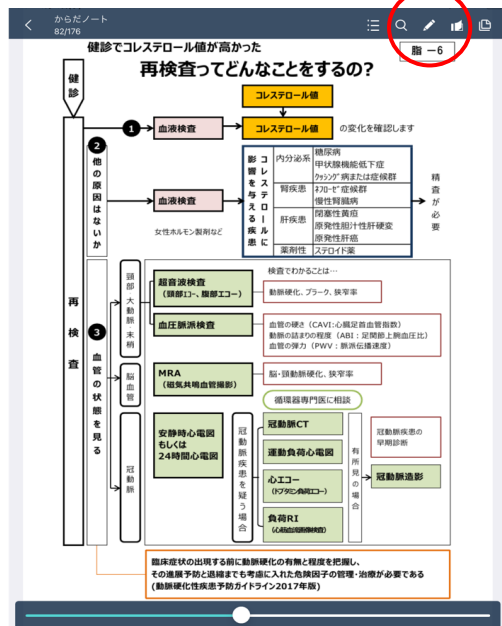 からだノート
82/176
健診でコレステロール値が高かった
脂 －6
再検査ってどんなことをするの？
健診
コレステロール値
❶
血液検査
コレステロール値
の変化を確認します
再検査
❷
他の原因はないか
血液検査
女性ホルモン製剤など
コレステロールに
影響を与える疾患
内分泌系
糖尿病
甲状腺機能低下症
クッシング病または症候群
腎疾患
ネフローゼ症候群
慢性腎臓病
肝疾患
閉塞性黄疸
原発性胆汁性肝硬変
原発性肝癌
薬剤性
ステロイド薬
精査が必要
❸
血管の状態を見る
頸部 大動脈 末梢
超音波検査
（頸部エコー、腹部エコー）
検査でわかることは…
動脈硬化、プラーク、狭窄率
血圧脈派検査
血管の硬さ（CAVI：心臓足首血管指数）
動脈の詰まりの程度（ABI：足関節上腕血圧比）
血管の弾力（PWV：脈派伝播速度）
脳血管
MRA
（磁気共鳴血管撮影）
脳・頸動脈硬化、狭窄率
循環器専門医に相談
冠動脈
安静時心電図
もしくは
24時間心電図
冠動脈疾患を疑う場合
冠動脈CT
運動負荷心電図
心エコー
（ドブタミン負荷エコー）
負荷RI
（心筋血流画像検査）
有所見の場合
冠動脈疾患の
早期診断
冠動脈造影
臨床症状の出現する前に動脈硬化の有無と程度を把握し、
その進展予防と退縮までも考慮に入れた危険因子の管理・治療が必要である
(動脈硬化性疾患予防ガイドライン2017年版)